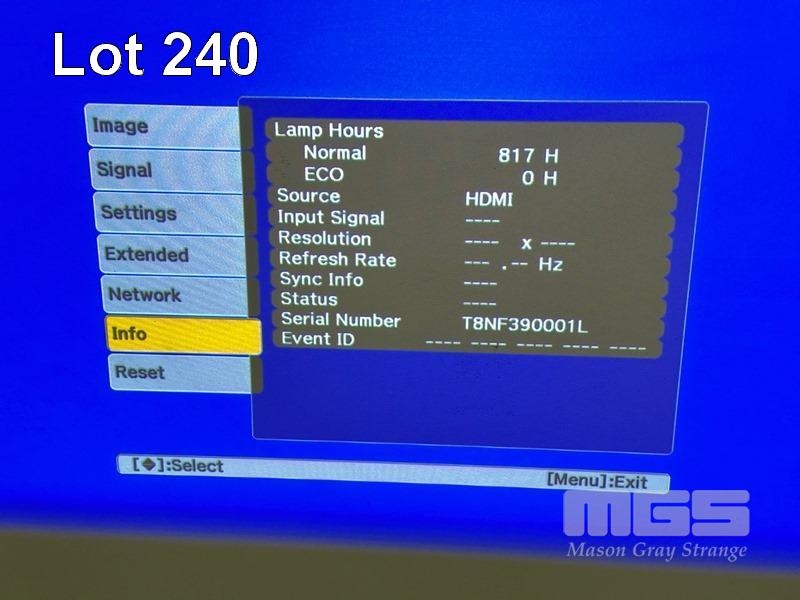 Lot 240
Image
Signal
Settings
Extended
Network
Info
Reset
Lamp Hours
Normal 817 H
ECO 0 H
Source HDMI
Input Signal ----
Resolution ---- x ----
Refresh Rate --- .-- Hz
Sync Info ----
Status ----
Serial Number T8NF390001L
Event ID ---- ---- ---- ---- ----
[◆]:Select [Menu]:Exit
MGS
Mason Gray Strange